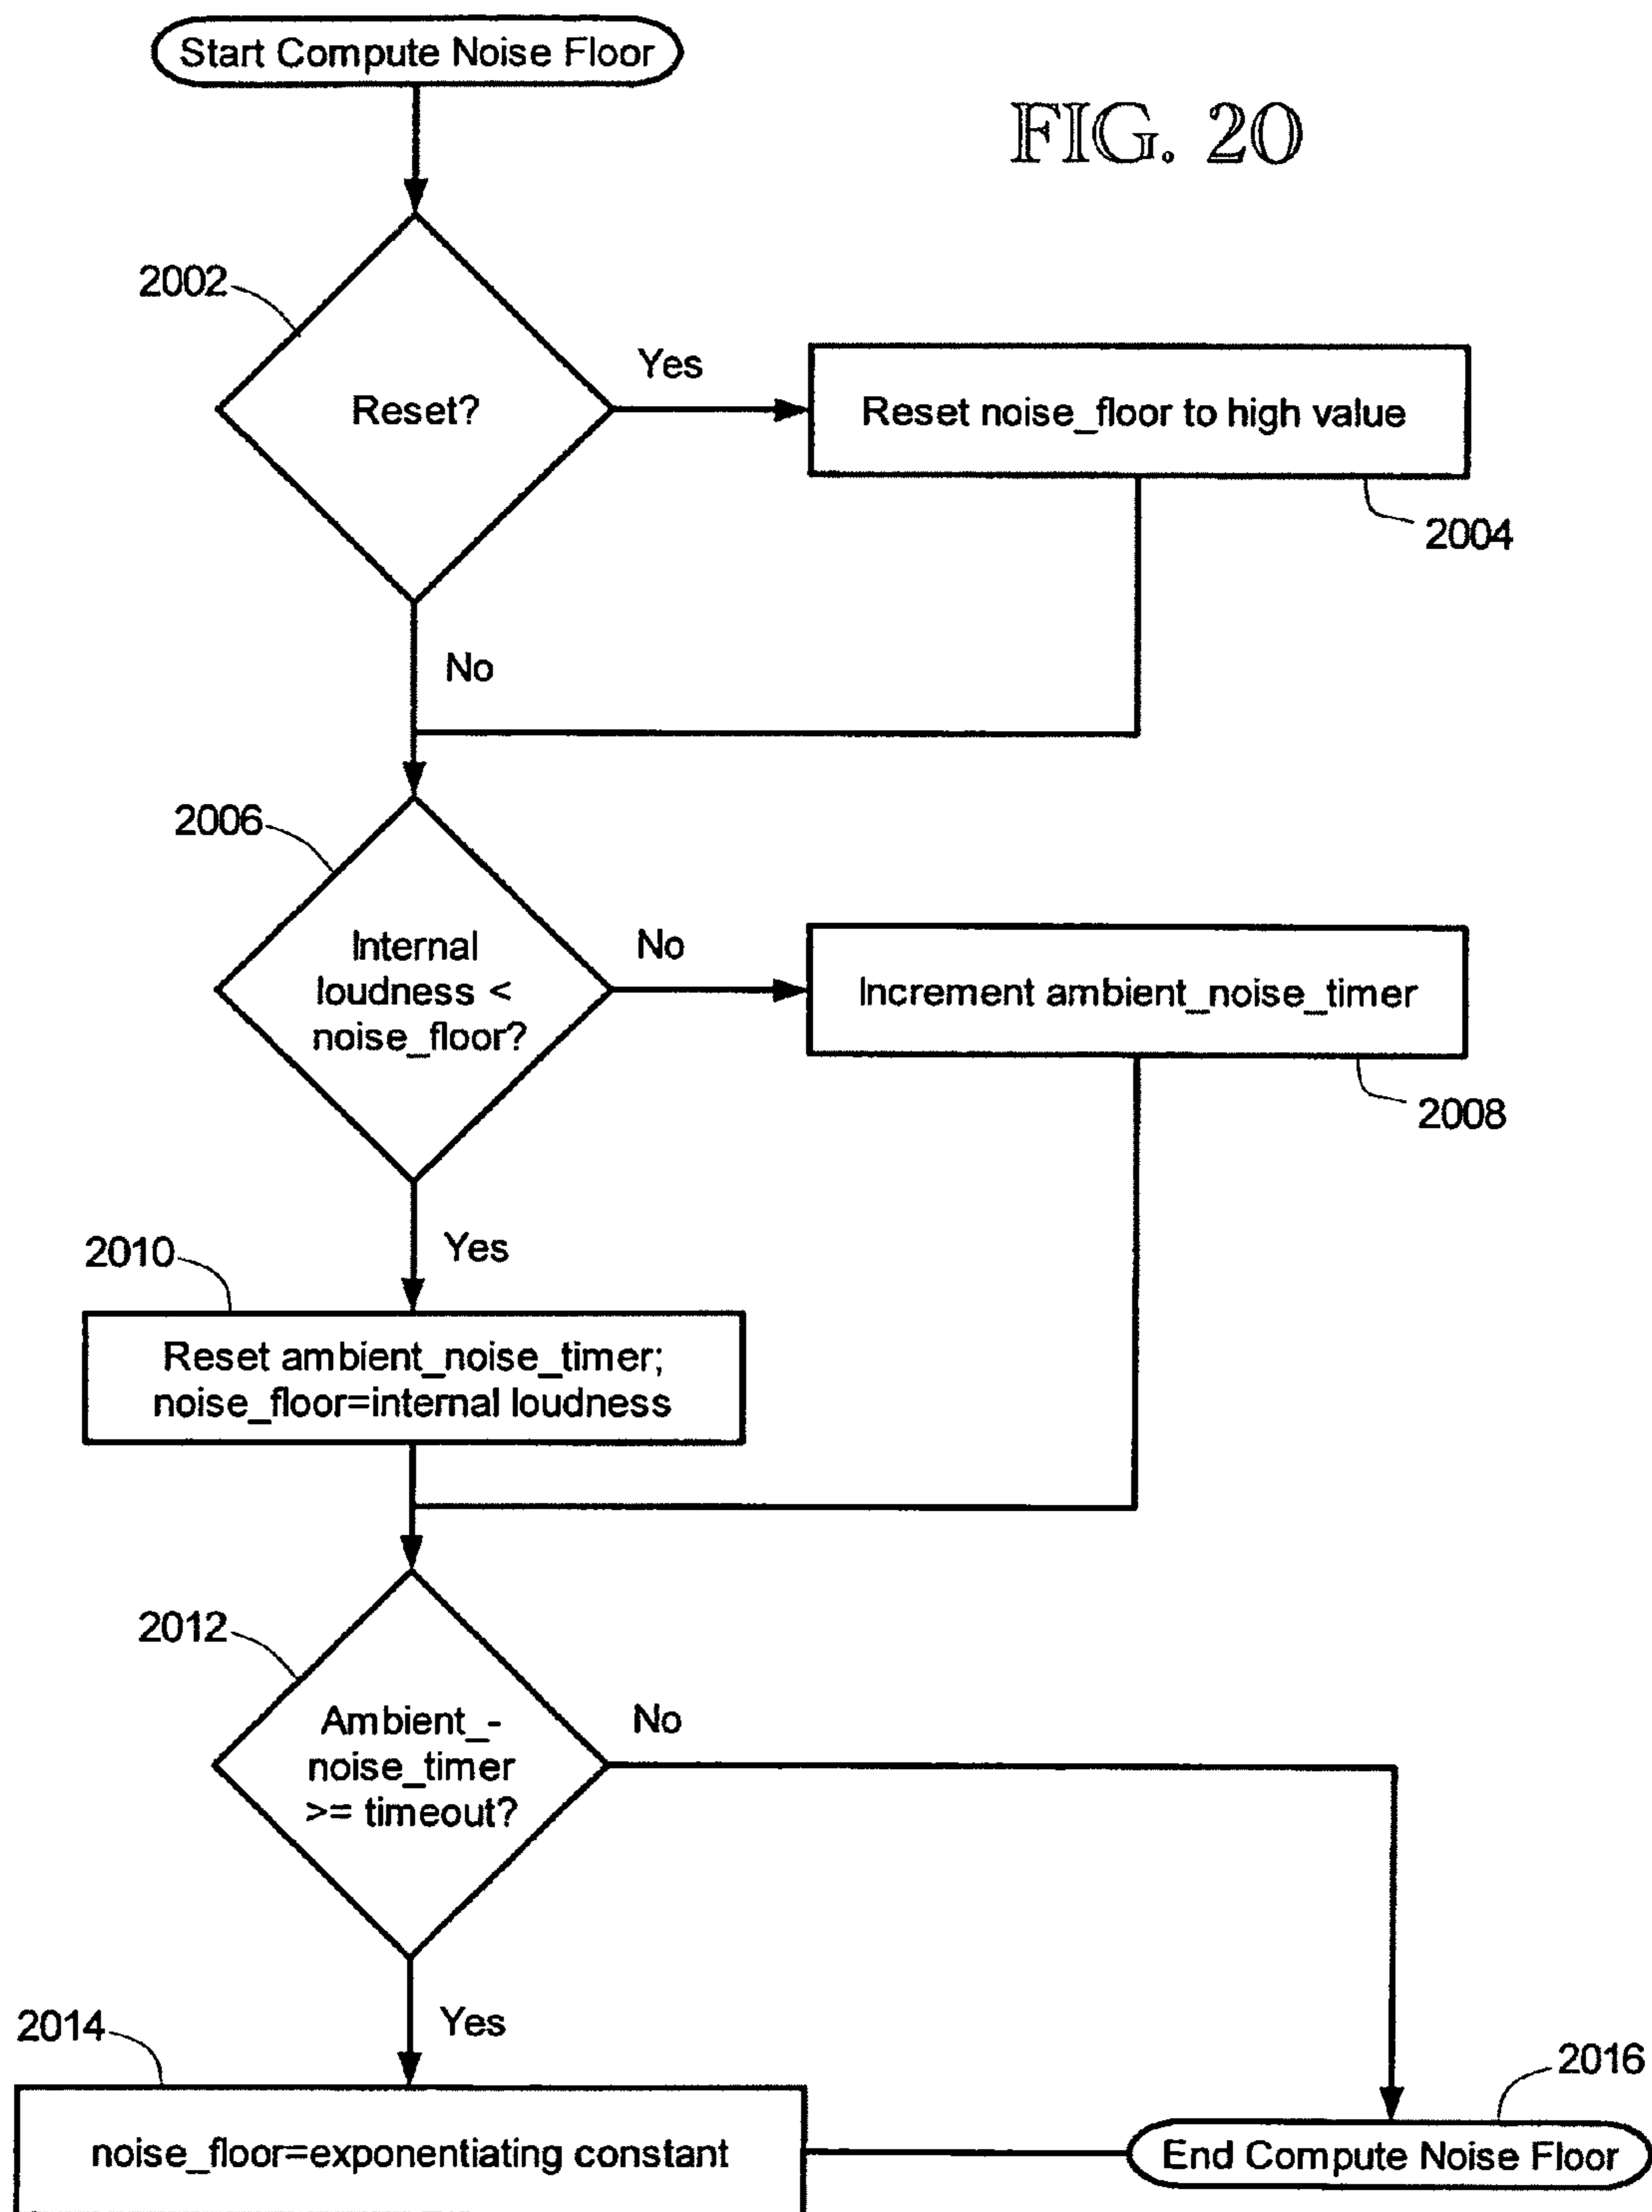 Start Compute Noise Floor
FIG. 20
2002
Reset?
Yes
Reset noise_floor to high value
2004
No
2006
Internal
loudness <
noise_floor?
No
Increment ambient_noise_timer
2008
Yes
2010
Reset ambient_noise_timer;
noise_floor=internal loudness
2012
Ambient_-
noise_timer
>= timeout?
No
Yes
2014
noise_floor=exponentiating constant
2016
End Compute Noise Floor